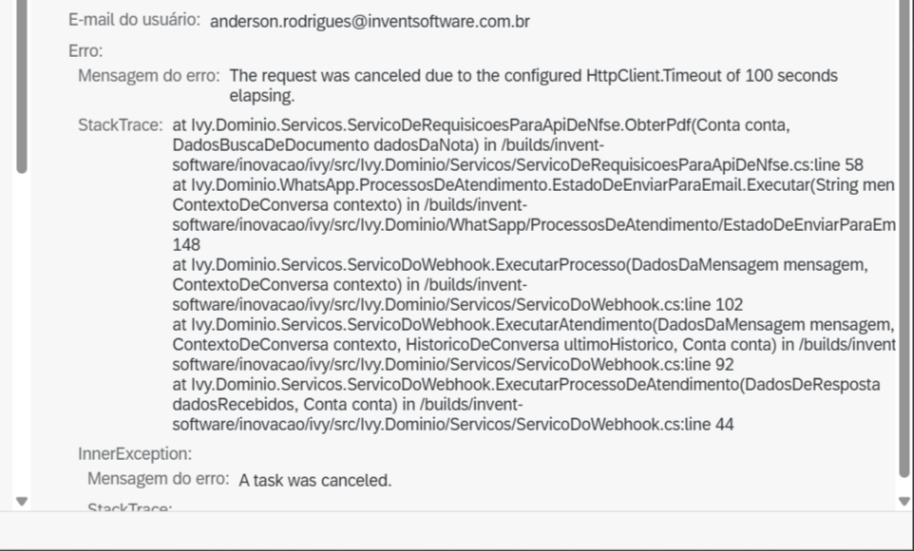 E-mail do usuário: anderson.rodrigues@inventsoftware.com.br
Erro:
Mensagem do erro: The request was canceled due to the configured HttpClient.Timeout of 100 seconds
elapsing.
StackTrace: at Ivy.Dominio.Servicos.ServicoDeRequisicoesParaApiDeNfse.ObterPdf(Conta conta,
DadosBuscaDeDocumento dadosDaNota) in /builds/invent-
software/inovacao/ivy/src/Ivy.Dominio/Servicos/ServicoDeRequisicoesParaApiDeNfse.cs:line 58
at Ivy.Dominio.WhatsApp.ProcessosDeAtendimento.EstadoDeEnviarParaEmail.Executar(String men
ContextoDeConversa contexto) in /builds/invent-
software/inovacao/ivy/src/Ivy.Dominio/WhatSapp/ProcessosDeAtendimento/EstadoDeEnviarParaEm
148
at Ivy.Dominio.Servicos.ServicoDoWebhook.ExecutarProcesso(DadosDaMensagem mensagem,
ContextoDeConversa contexto) in /builds/invent-
software/inovacao/ivy/src/Ivy.Dominio/Servicos/ServicoDoWebhook.cs:line 102
at Ivy.Dominio.Servicos.ServicoDoWebhook.ExecutarAtendimento(DadosDaMensagem mensagem,
ContextoDeConversa contexto, HistoricoDeConversa ultimoHistorico, Conta conta) in /builds/invent
software/inovacao/ivy/src/Ivy.Dominio/Servicos/ServicoDoWebhook.cs:line 92
at Ivy.Dominio.Servicos.ServicoDoWebhook.ExecutarProcessoDeAtendimento(DadosDeResposta
dadosRecebidos, Conta conta) in /builds/invent-
software/inovacao/ivy/src/Ivy.Dominio/Servicos/ServicoDoWebhook.cs:line 44
InnerException:
Mensagem do erro: A task was canceled.
StackTrace: